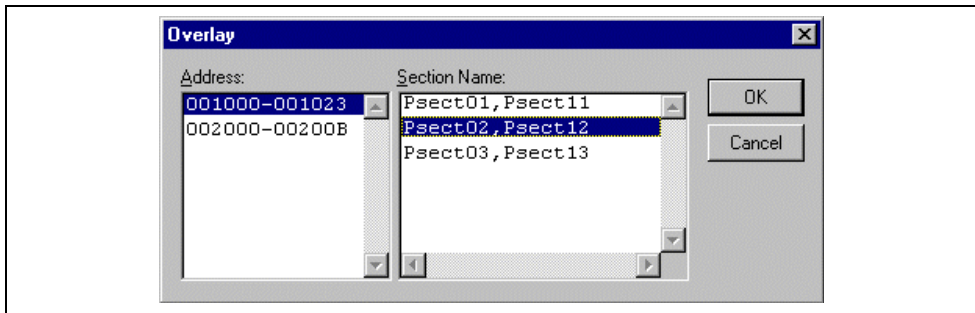 Overlay
Address:
Section Name:
001000-001023
002000-00200B
Psect01,Psect11
Psect02,Psect12
Psect03,Psect13
OK
Cancel